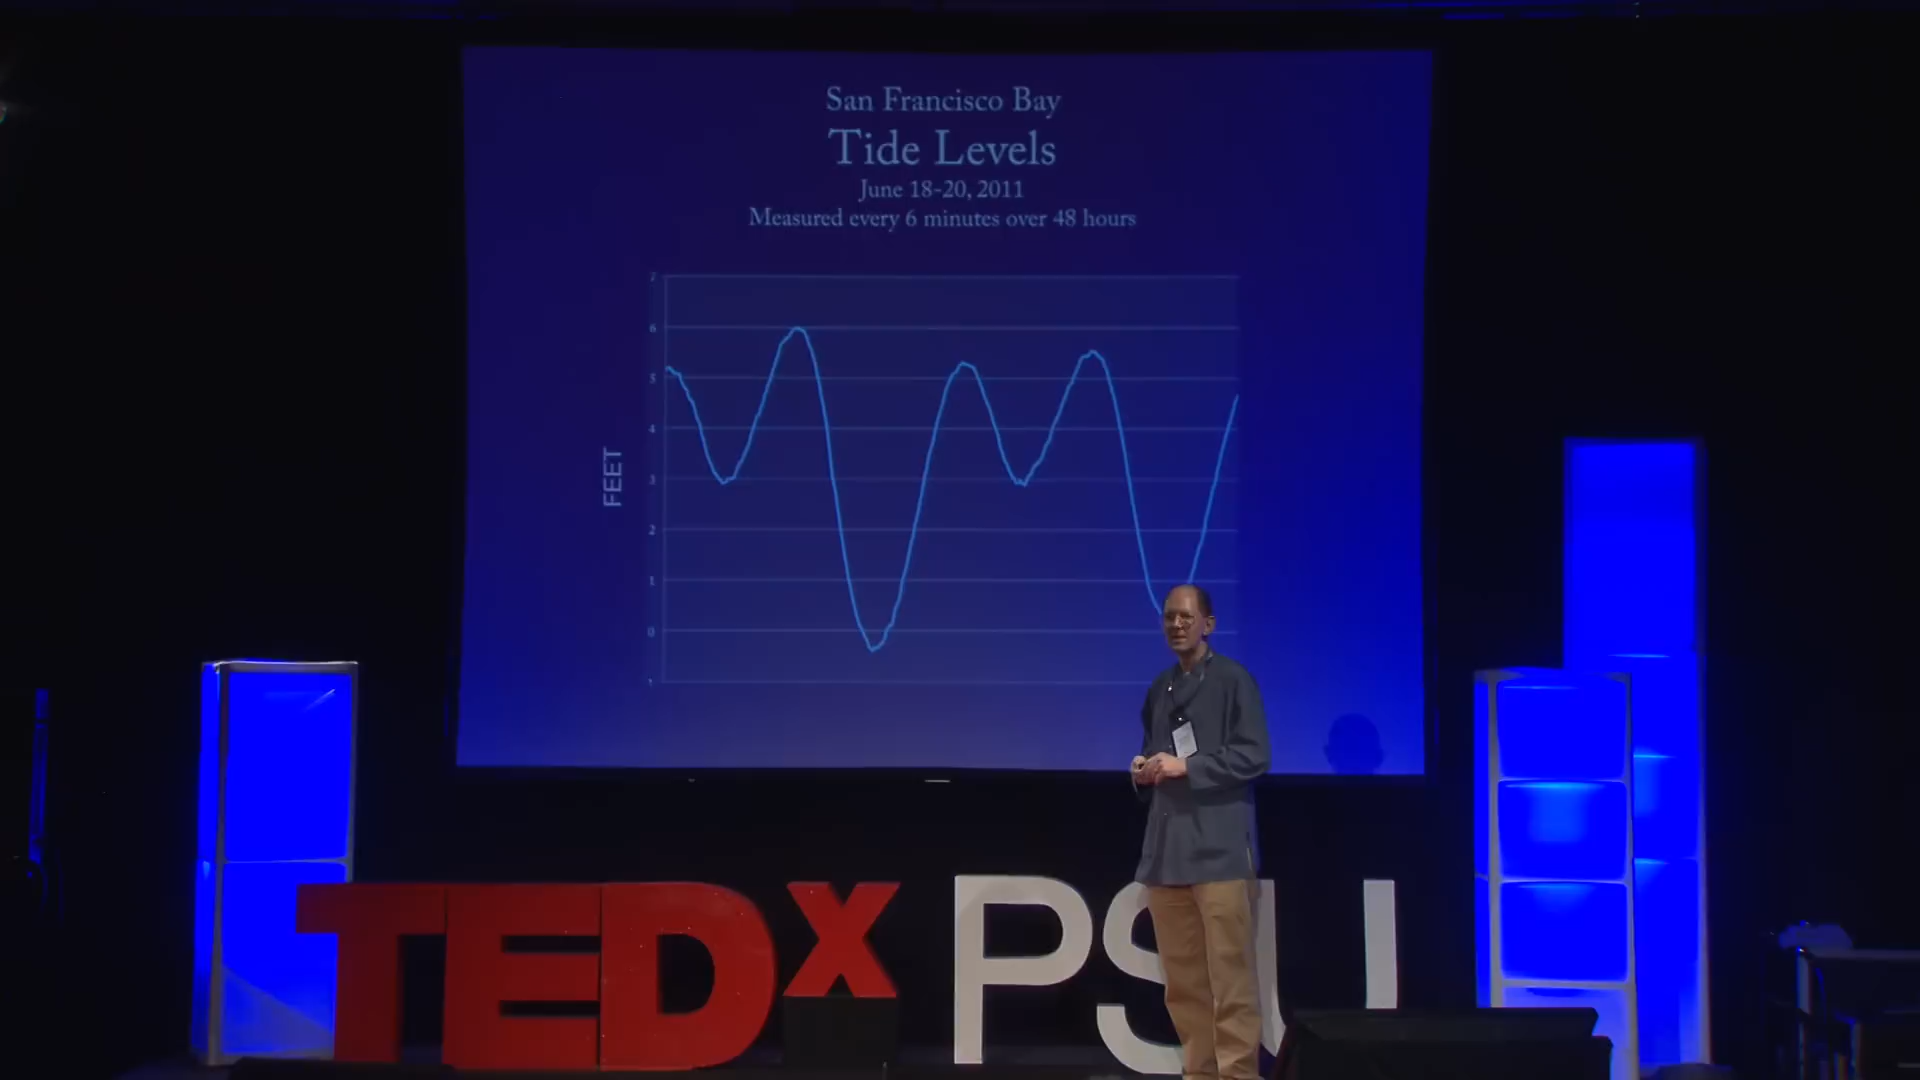 San Francisco Bay
Tide Levels
June 18-20, 2011
Measured every 6 minutes over 48 hours
7
6
5
4
3
2
1
0
FEET
TEDx PSU